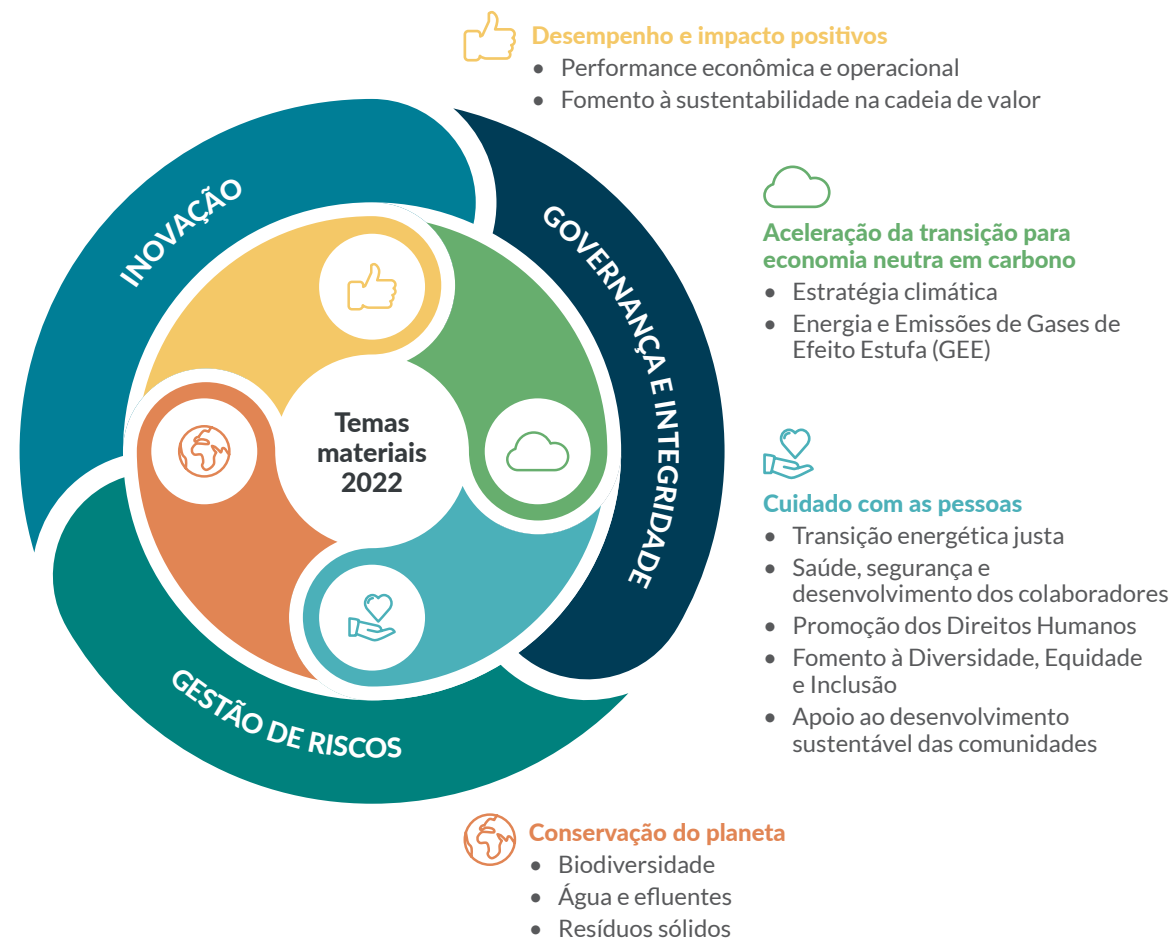 Desempenho e impacto positivos
• Performance econômica e operacional
• Fomento à sustentabilidade na cadeia de valor
INOVAÇÃO
GOVERNANÇA E INTEGRIDADE
GESTÃO DE RISCOS
Temas
materiais
2022
Aceleração da transição para
economia neutra em carbono
• Estratégia climática
• Energia e Emissões de Gases de
Efeito Estufa (GEE)
Cuidado com as pessoas
• Transição energética justa
• Saúde, segurança e
desenvolvimento dos colaboradores
• Promoção dos Direitos Humanos
• Fomento à Diversidade, Equidade
e Inclusão
• Apoio ao desenvolvimento
sustentável das comunidades
Conservação do planeta
• Biodiversidade
• Água e efluentes
• Resíduos sólidos